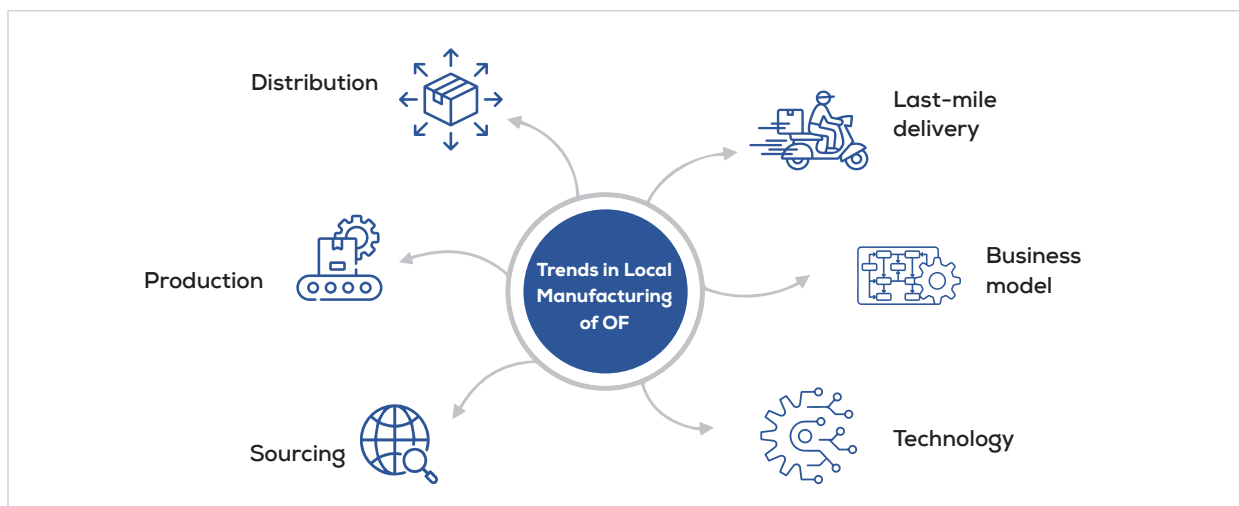 Distribution
Last-mile
delivery
Production
Trends in Local
Manufacturing
of OF
Business
model
Sourcing
Technology